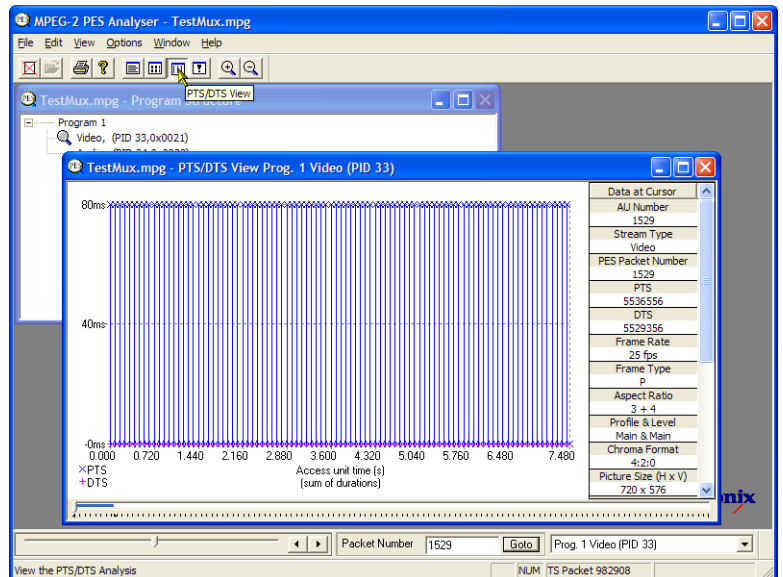 MPEG-2 PES Analyser - TestMux.mpg
File Edit View Options Window Help
PTS/DTS View
TestMux.mpg - Program Structure
Program 1
Video, (PID 33,0x0021)
TestMux.mpg - PTS/DTS View Prog. 1 Video (PID 33)
80ms
40ms
-0ms
0.000 0.720 1.440 2.160 2.880 3.600 4.320 5.040 5.760 6.480 7.480
×PTS
+DTS
Access unit time (s)
(sum of durations)
Data at Cursor
AU Number
1529
Stream Type
Video
PES Packet Number
1529
PTS
5536556
DTS
5529356
Frame Rate
25 fps
Frame Type
P
Aspect Ratio
3 + 4
Profile & Level
Main & Main
Chroma Format
4:2:0
Picture Size (H x V)
720 x 576
onix
Packet Number 1529 Goto Prog. 1 Video (PID 33)
View the PTS/DTS Analysis NUM TS Packet 982908